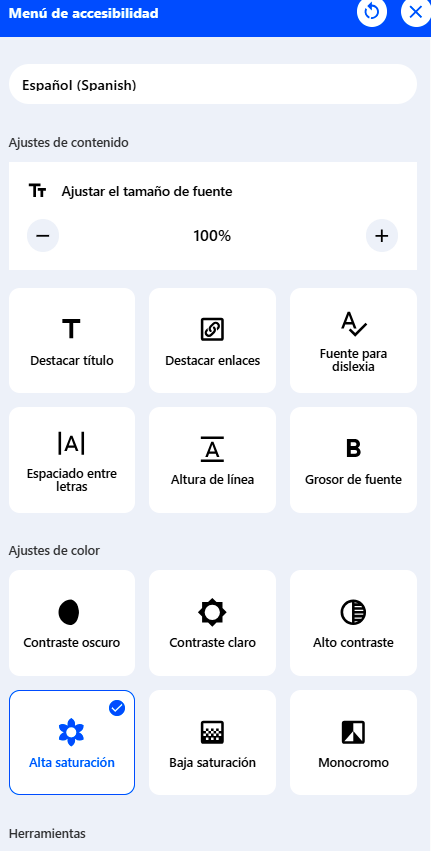 Menú de accesibilidad
Español (Spanish)
Ajustes de contenido
Ajustar el tamaño de fuente
100%
Destacar título
Destacar enlaces
Fuente para
dislexia
Espaciado entre
letras
Altura de línea
Grosor de fuente
Ajustes de color
Contraste oscuro
Contraste claro
Alto contraste
Alta saturación
Baja saturación
Monocromo
Herramientas